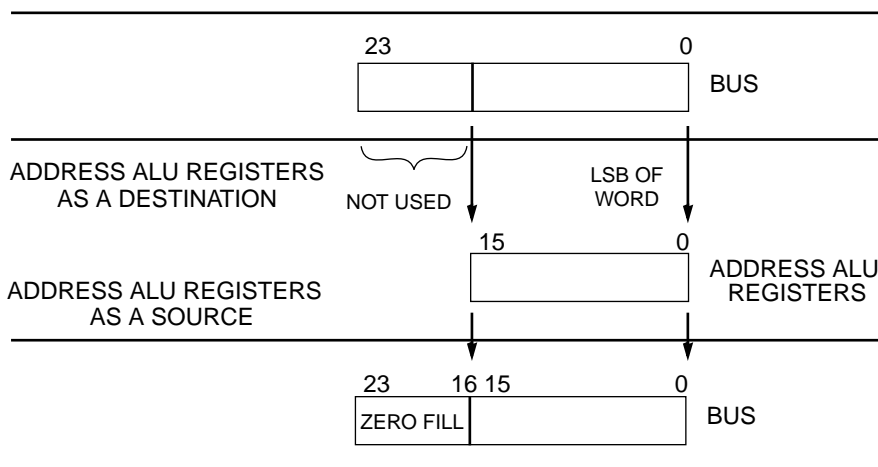 23 0
BUS
ADDRESS ALU REGISTERS
AS A DESTINATION
NOT USED
LSB OF
WORD
15 0
ADDRESS ALU
REGISTERS
ADDRESS ALU REGISTERS
AS A SOURCE
23 16 15 0
ZERO FILL
BUS